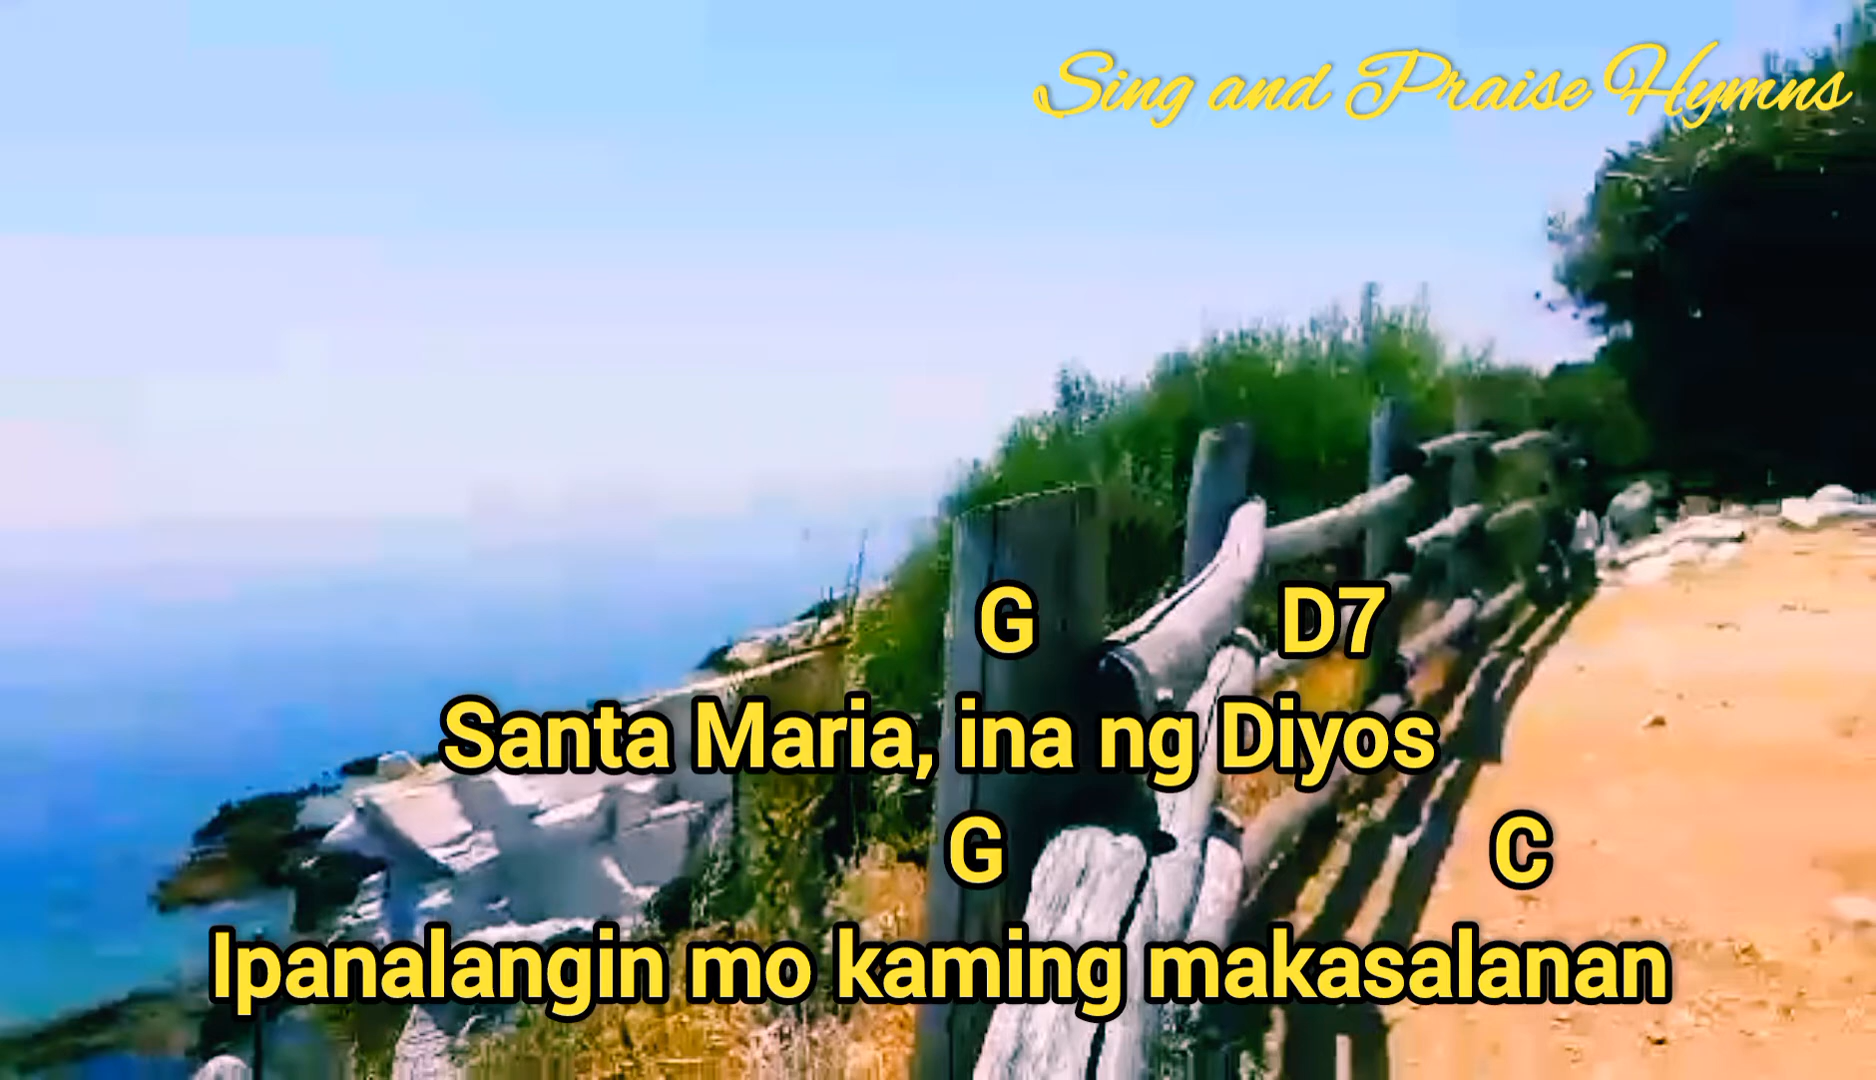 Sing and Praise Hymns
G D7
Santa Maria, ina ng Diyos
G C
Ipanalangin mo kaming makasalanan